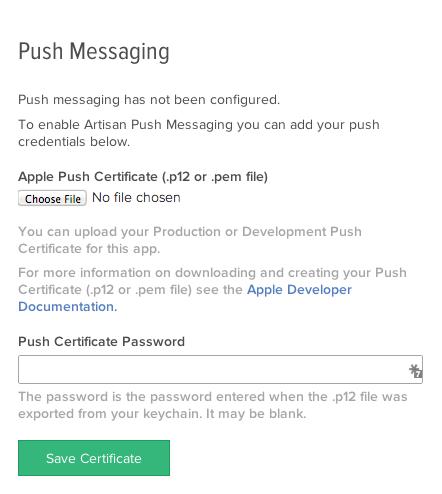 Push Messaging
Push messaging has not been configured.
To enable Artisan Push Messaging you can add your push
credentials below.
Apple Push Certificate (.p12 or .pem file)
Choose File No file chosen
You can upload your Production or Development Push
Certificate for this app.
For more information on downloading and creating your Push
Certificate (.p12 or .pem file) see the Apple Developer
Documentation.
Push Certificate Password
The password is the password entered when the .p12 file was
exported from your keychain. It may be blank.
Save Certificate